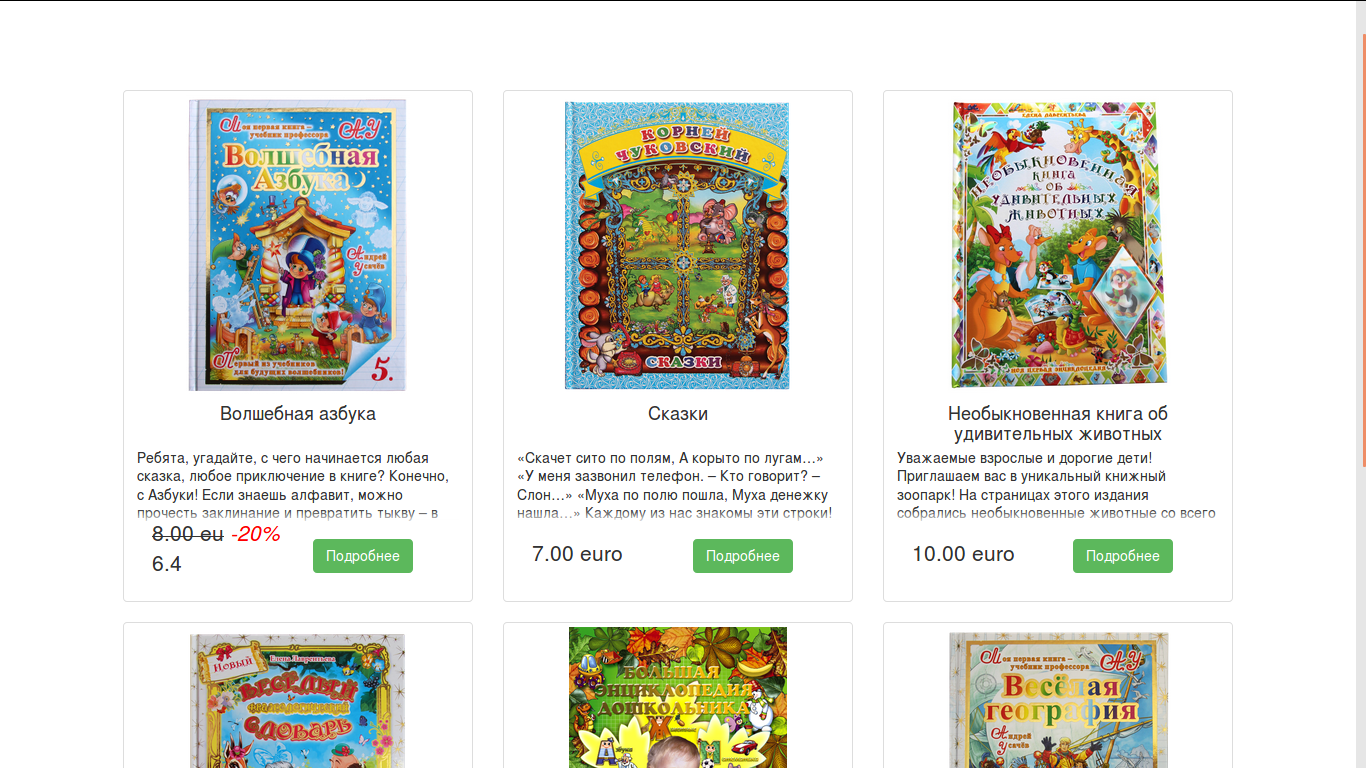 Моя первая книга –
учебник профессора
АУ
Волшебная
Азбука
Андрей
Усачёв
Первый из учебников
для будущих волшебников!
5.
Волшебная азбука
Ребята, угадайте, с чего начинается любая
сказка, любое приключение в книге? Конечно,
с Азбуки! Если знаешь алфавит, можно
прочесть заклинание и превратить тыкву – в
8.00 eu -20%
6.4
Подробнее
КОРНЕЙ
ЧУКОВСКИЙ
СКАЗКИ
Сказки
«Скачет сито по полям, А корыто по лугам…»
«У меня зазвонил телефон. – Кто говорит? –
Слон…» «Муха по полю пошла, Муха денежку
нашла…» Каждому из нас знакомы эти строки!
7.00 euro
Подробнее
ЕЛЕНА ЛАВРЕНТЬЕВА
НЕОБЫКНОВЕННАЯ
КНИГА
ОБ
УДИВИТЕЛЬНЫХ
ЖИВОТНЫХ
МОЯ ПЕРВАЯ ЭНЦИКЛОПЕДИЯ
Необыкновенная книга об
удивительных животных
Уважаемые взрослые и дорогие дети!
Приглашаем вас в уникальный книжный
зоопарк! На страницах этого издания
собрались необыкновенные животные со всего
10.00 euro
Подробнее
Новый
Елена Лаврентьева
ВЕСЁЛЫЙ
фразеологический
СЛОВАРЬ
БОЛЬШАЯ
ЭНЦИКЛОПЕДИЯ
ДОШКОЛЬНИКА
Азбука
Моя первая книга –
учебник профессора
АУ
Весёлая
география
Андрей
Усачёв